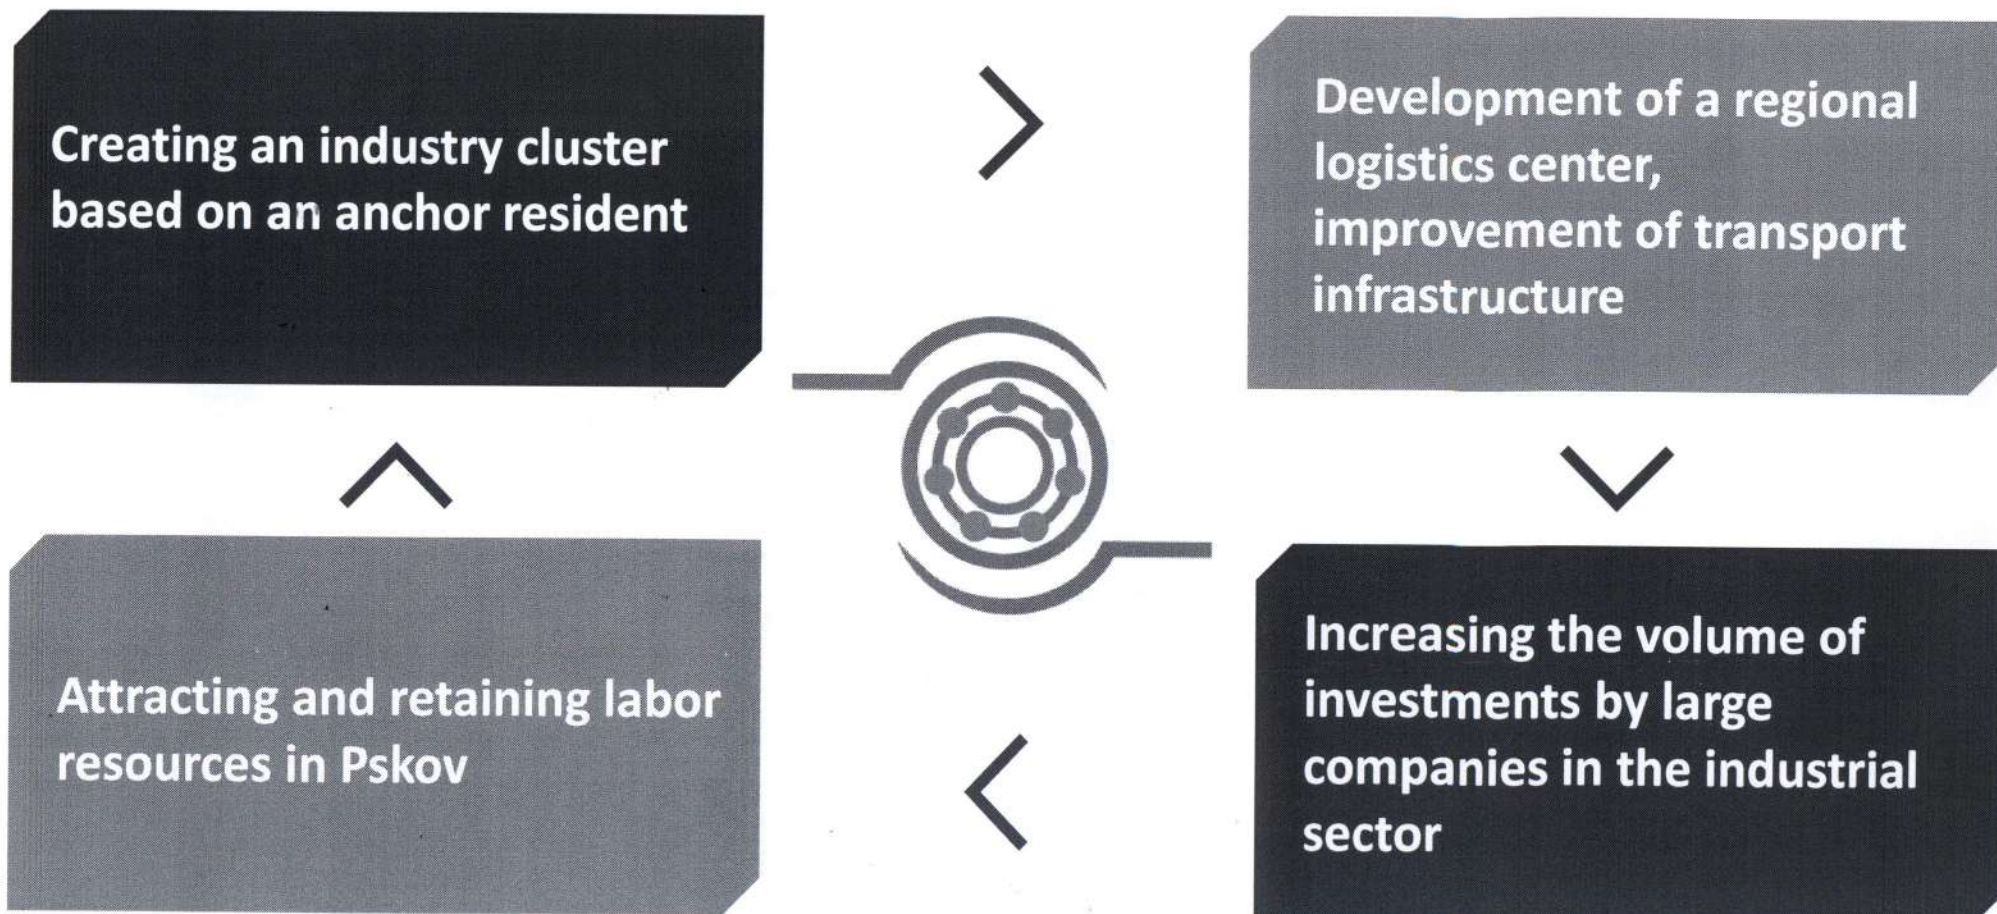 Creating an industry cluster
based on an anchor resident
Development of a regional
logistics center,
improvement of transport
infrastructure
Increasing the volume of
investments by large
companies in the industrial
sector
Attracting and retaining labor
resources in Pskov